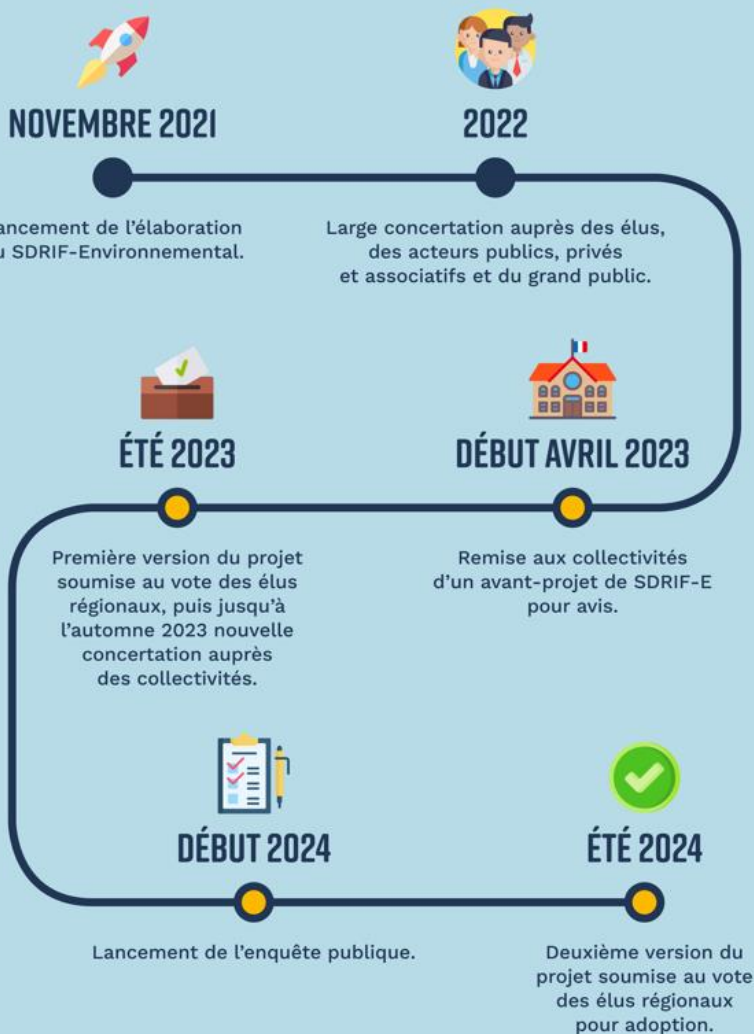 NOVEMBRE 2021
ancement de l'élaboration
u SDRIF-Environnemental.
2022
Large concertation auprès des élus,
des acteurs publics, privés
et associatifs et du grand public.
DÉBUT AVRIL 2023
Remise aux collectivités
d'un avant-projet de SDRIF-E
pour avis.
ÉTÉ 2023
Première version du projet
soumise au vote des élus
régionaux, puis jusqu'à
l'automne 2023 nouvelle
concertation auprès
des collectivités.
DÉBUT 2024
Lancement de l'enquête publique.
ÉTÉ 2024
Deuxième version du
projet soumise au vote
des élus régionaux
pour adoption.